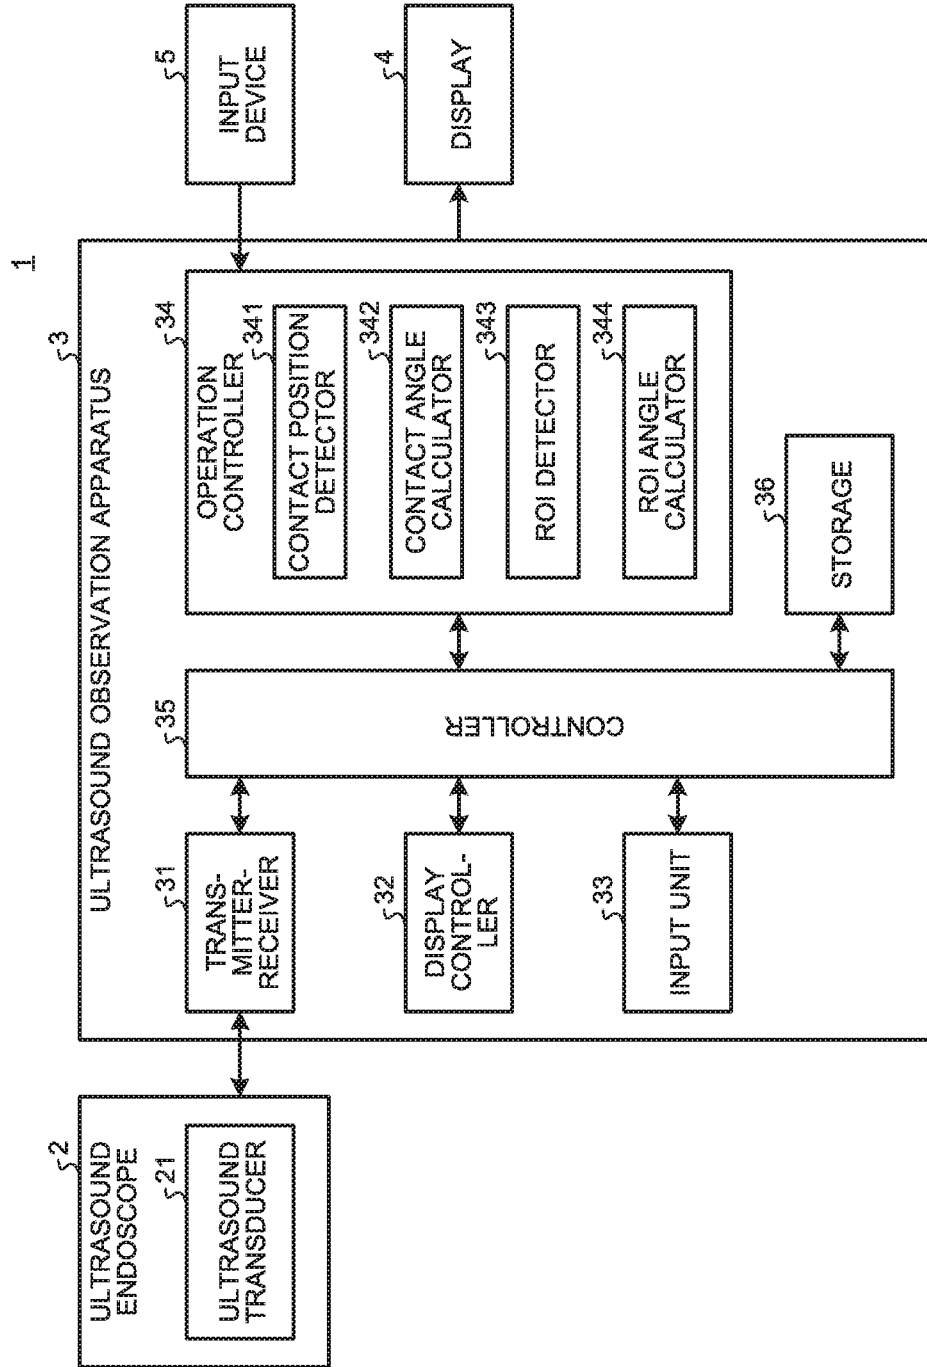 1
2
ULTRASOUND
ENDOSCOPE
21
ULTRASOUND
TRANSDUCER
3
ULTRASOUND OBSERVATION APPARATUS
31
TRANS-
MITTER-
RECEIVER
32
DISPLAY
CONTROL-
LER
33
INPUT UNIT
35
CONTROLLER
34
OPERATION
CONTROLLER
341
CONTACT POSITION
DETECTOR
342
CONTACT ANGLE
CALCULATOR
343
ROI DETECTOR
344
ROI ANGLE
CALCULATOR
36
STORAGE
5
INPUT
DEVICE
4
DISPLAY